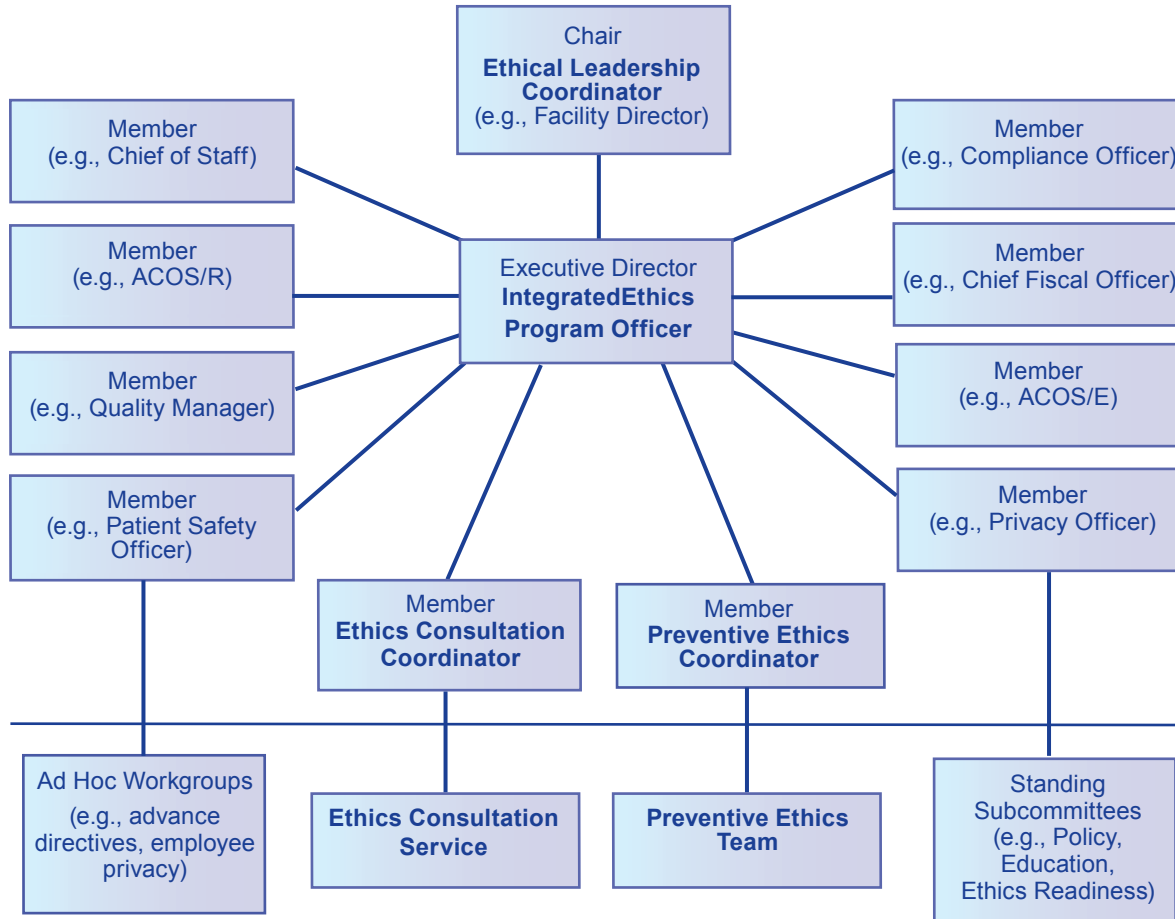 Chair
Ethical Leadership
Coordinator
(e.g., Facility Director)
Member
(e.g., Chief of Staff)
Member
(e.g., Compliance Officer)
Member
(e.g., ACOS/R)
Executive Director
IntegratedEthics
Program Officer
Member
(e.g., Chief Fiscal Officer)
Member
(e.g., Quality Manager)
Member
(e.g., ACOS/E)
Member
(e.g., Patient Safety
Officer)
Member
(e.g., Privacy Officer)
Member
Ethics Consultation
Coordinator
Member
Preventive Ethics
Coordinator
Ad Hoc Workgroups
(e.g., advance
directives, employee
privacy)
Ethics Consultation
Service
Preventive Ethics
Team
Standing
Subcommittees
(e.g., Policy,
Education,
Ethics Readiness)